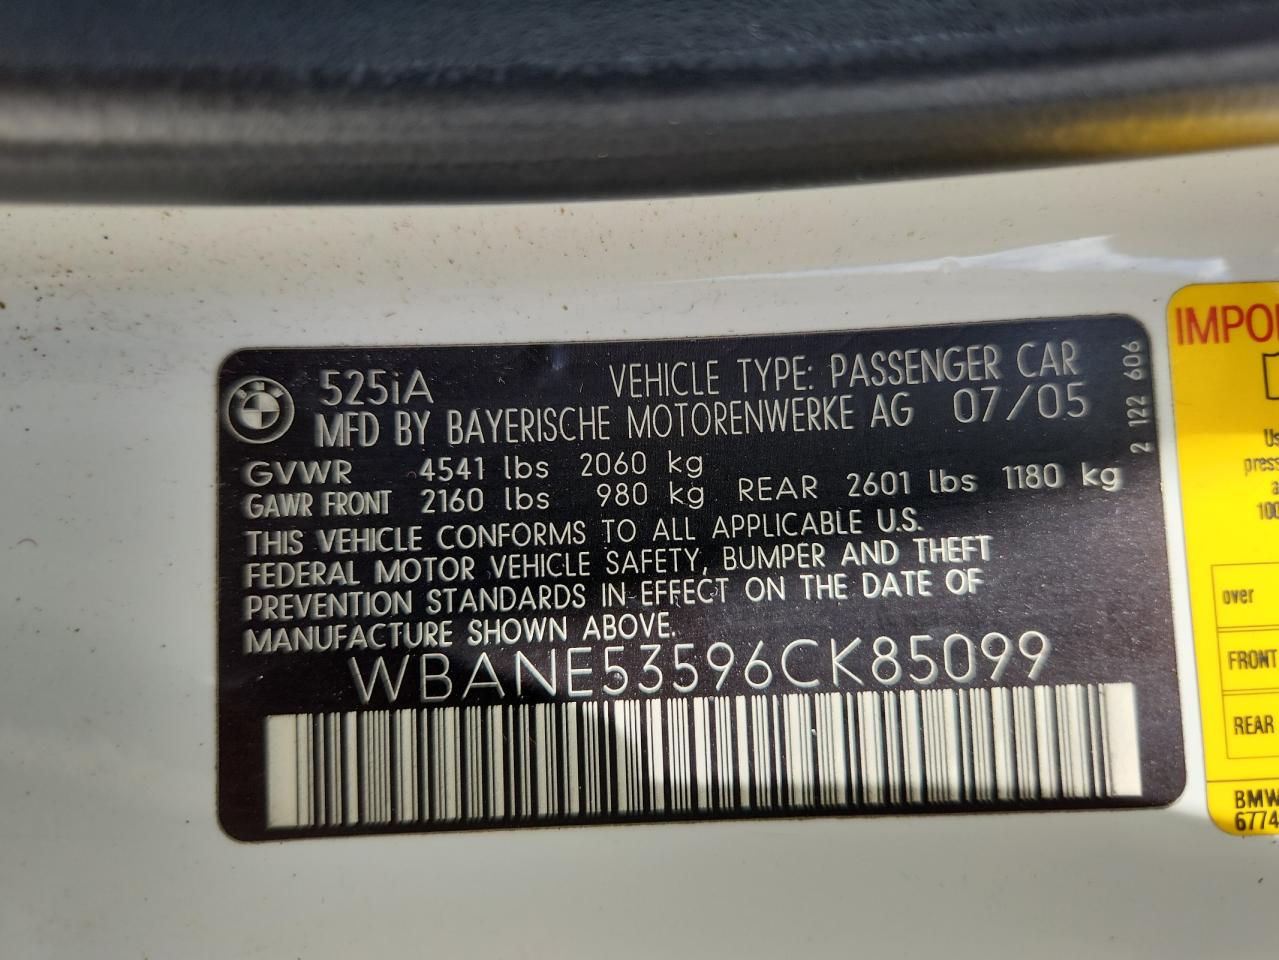 525iA VEHICLE TYPE: PASSENGER CAR
MFD BY BAYERISCHE MOTORENWERKE AG 07/05
GVWR 4541 lbs 2060 kg
GAWR FRONT 2160 lbs 980 kg REAR 2601 lbs 1180 kg
THIS VEHICLE CONFORMS TO ALL APPLICABLE U.S.
FEDERAL MOTOR VEHICLE SAFETY, BUMPER AND THEFT
PREVENTION STANDARDS IN EFFECT ON THE DATE OF
MANUFACTURE SHOWN ABOVE.
WBANE53596CK85099
2 122 606
IMPO
Us
press
a
100
over
FRONT
REAR
BMW
6774